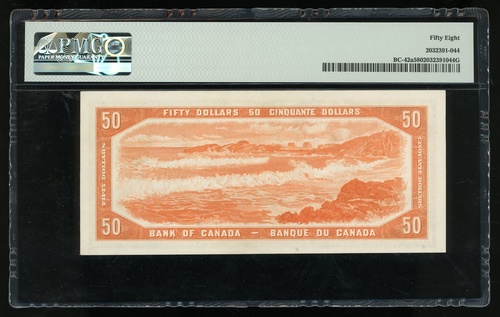 PMG
PAPER MONEY GUARANTY
Fifty Eight
2032391-044
BC-42a5802032391044G
50 FIFTY DOLLARS 50 CINQUANTE DOLLARS 50
FIFTY DOLLARS
CINQUANTE DOLLARS
50 BANK OF CANADA — BANQUE DU CANADA 50